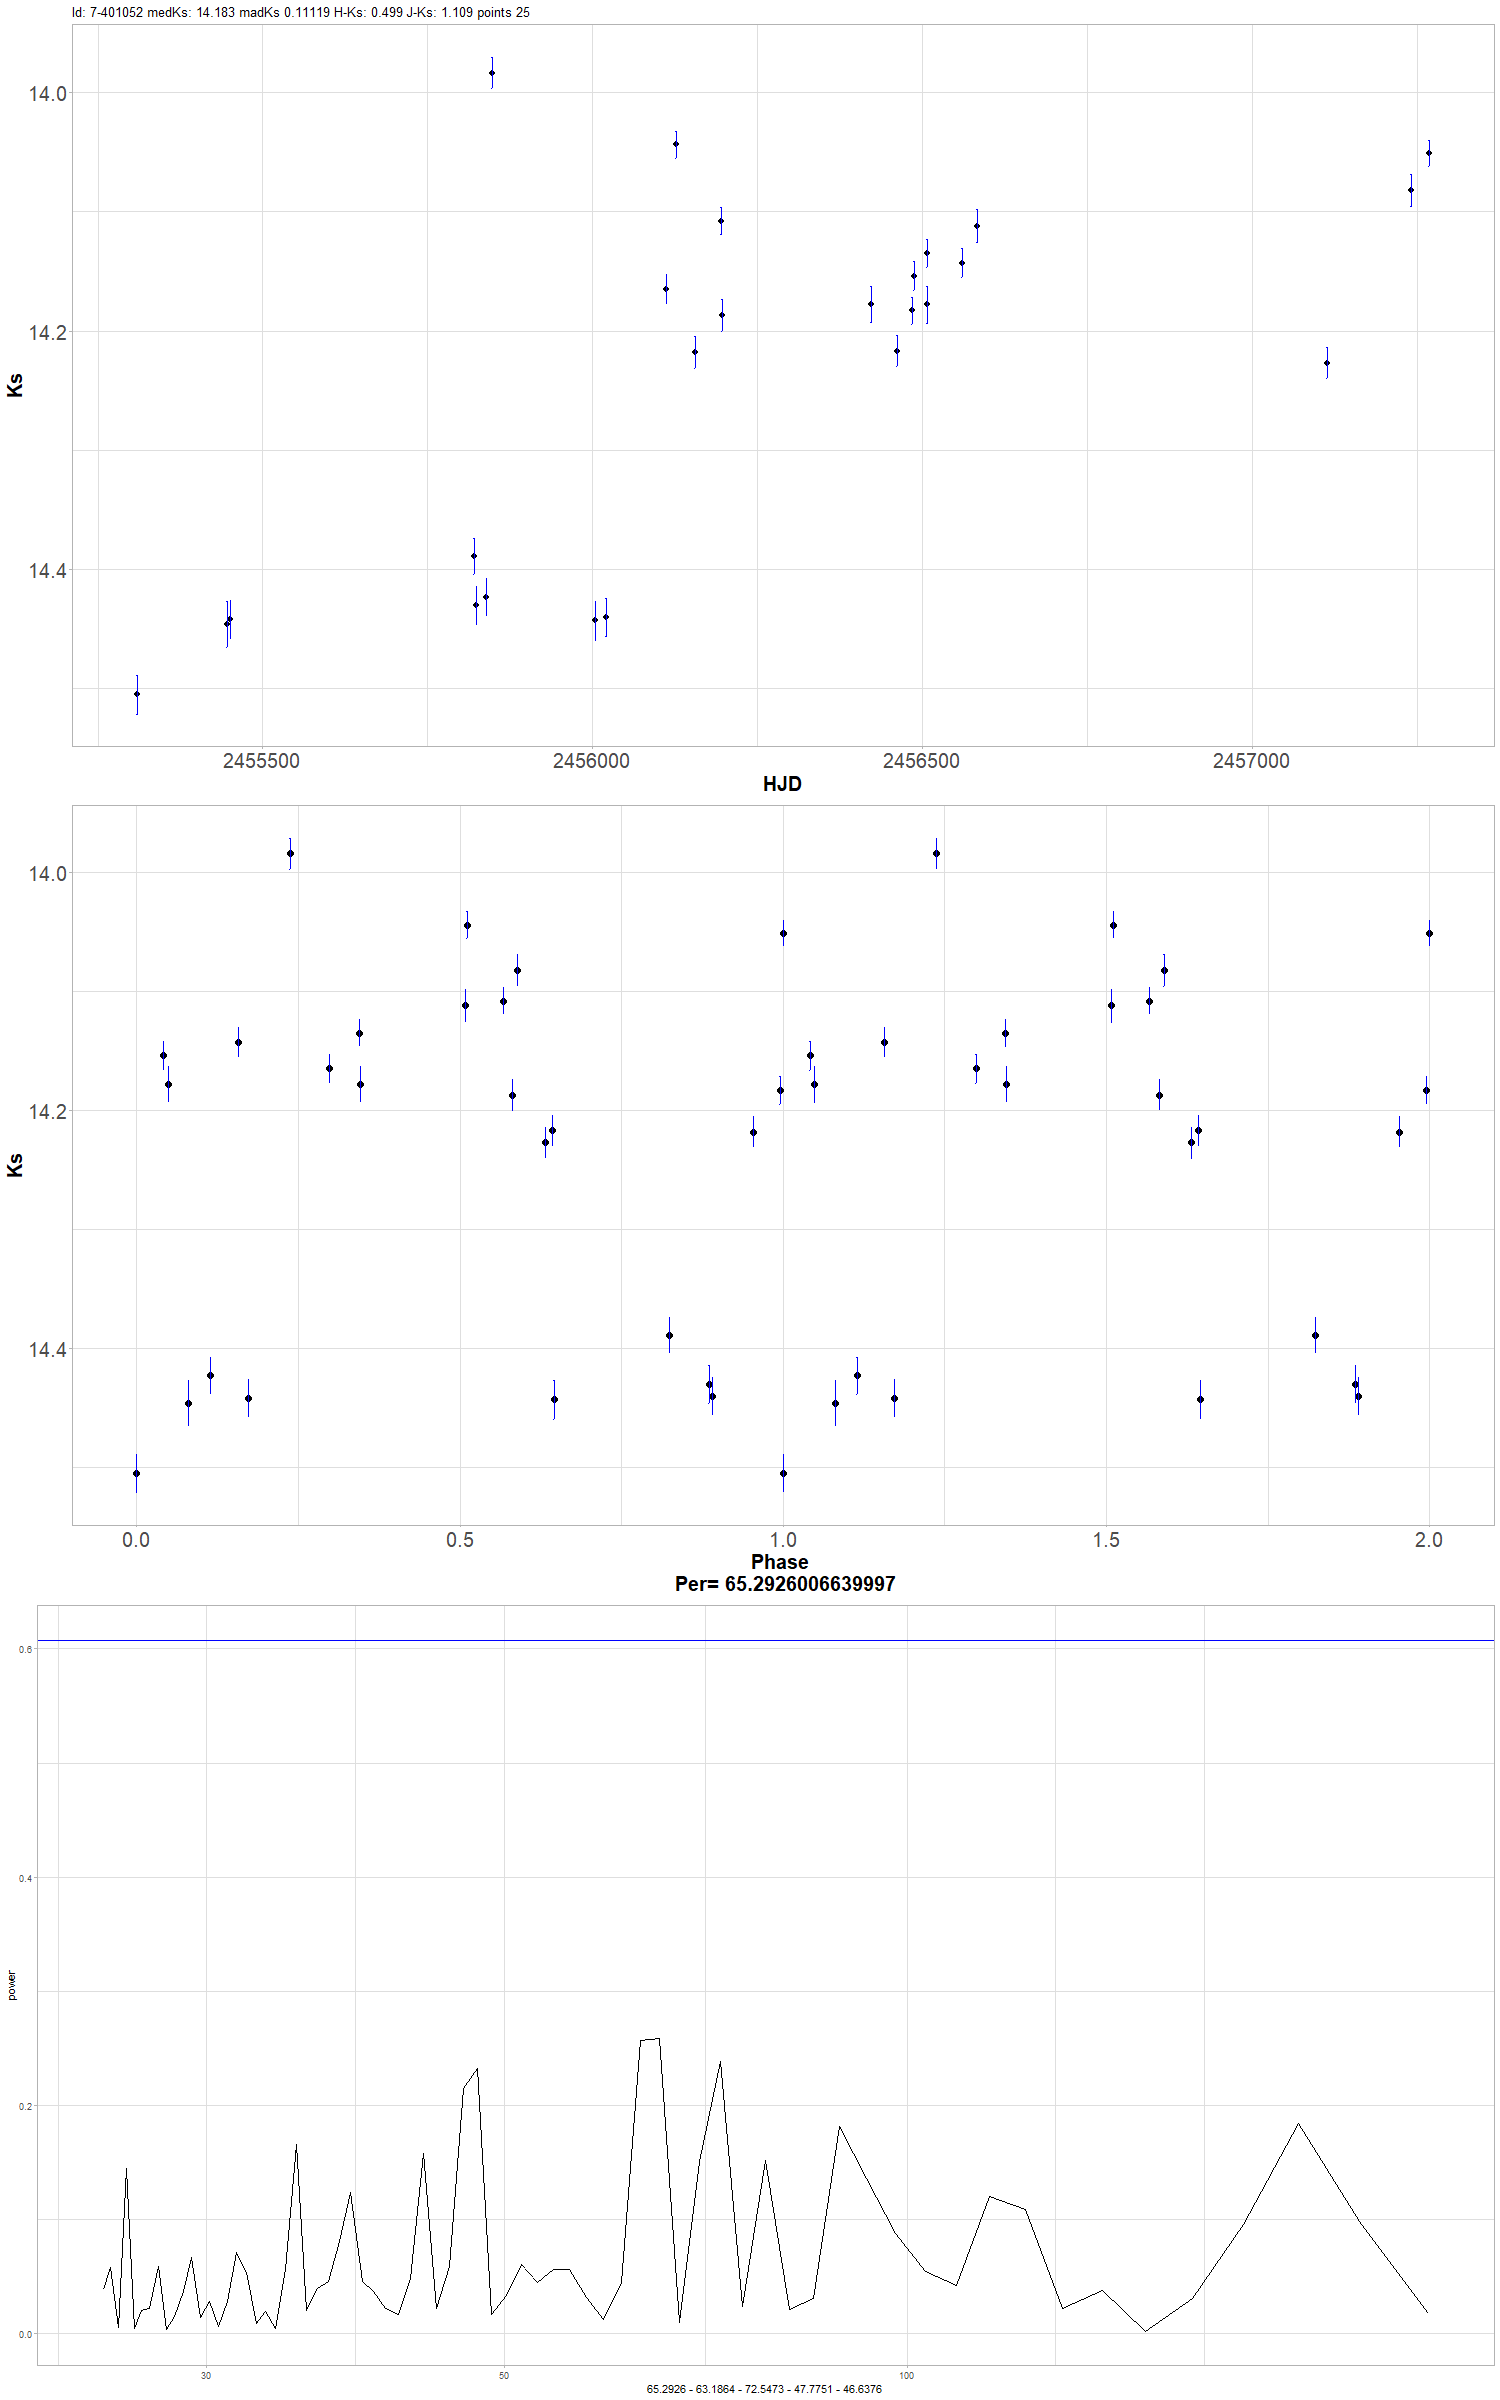 Id: 7-401052 medKs: 14.183 madKs 0.11119 H-Ks: 0.499 J-Ks: 1.109 points 25
14.0
14.2
14.4
Ks
2455500 2456000 2456500 2457000
HJD
14.0
14.2
14.4
Ks
0.0 0.5 1.0 1.5 2.0
Phase
Per= 65.2926006639997
0.6
0.4
0.2
0.0
power
30 50 100
65.2926 - 63.1864 - 72.5473 - 47.7751 - 46.6376